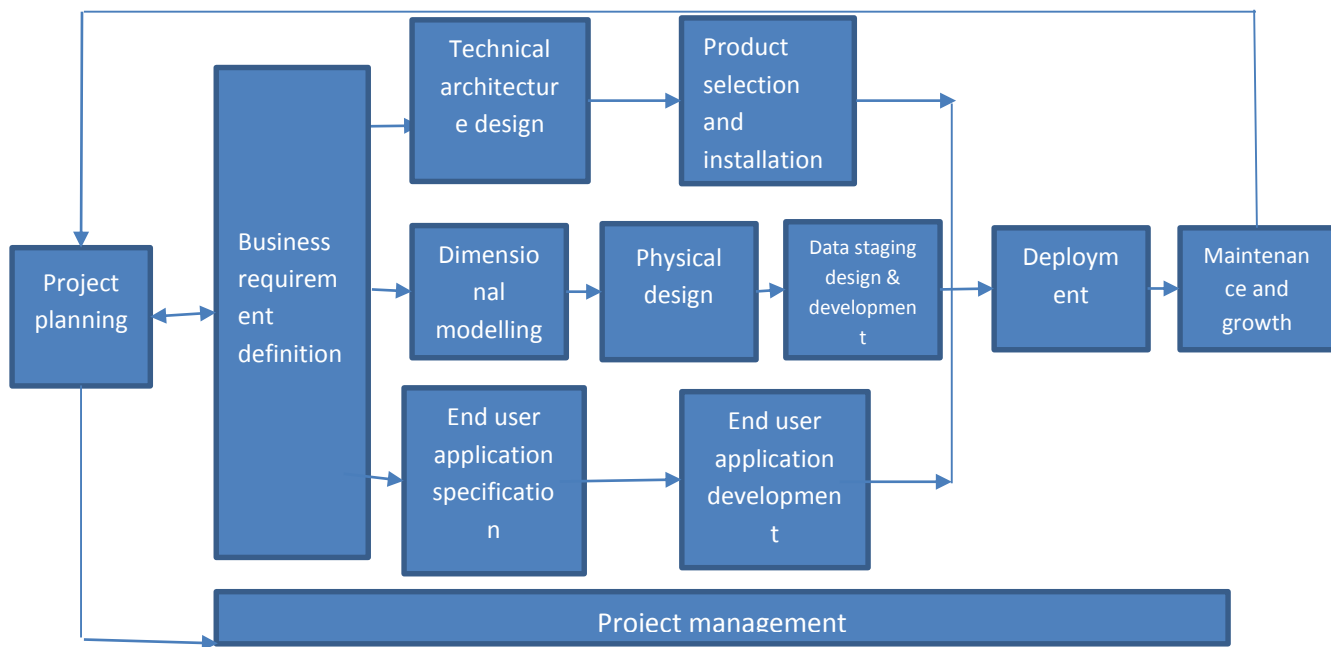 Technical
architectur
e design
Product
selection
and
installation
Project
planning
Business
requirem
ent
definition
Dimensio
nal
modelling
Physical
design
Data staging
design &
developmen
t
Deploym
ent
Maintenan
ce and
growth
End user
application
specificatio
n
End user
application
developmen
t
Project management